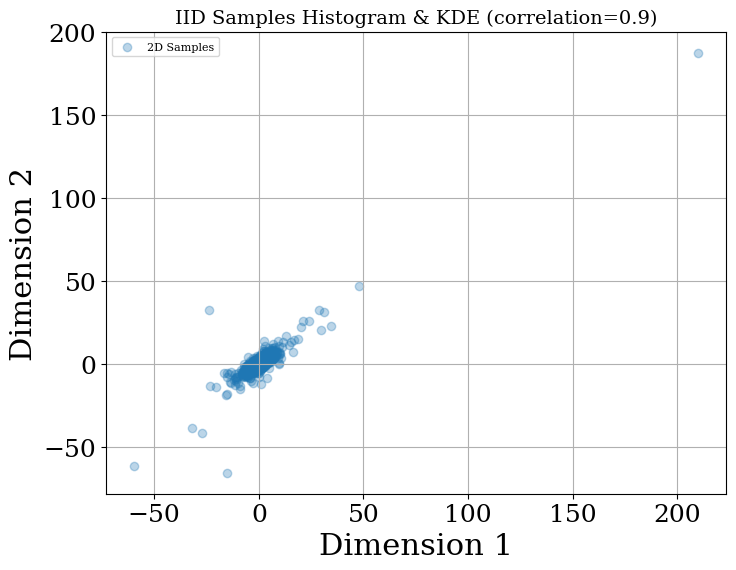 IID Samples Histogram & KDE (correlation=0.9)
2D Samples
200
150
100
50
0
−50
Dimension 2
−50 0 50 100 150 200
Dimension 1